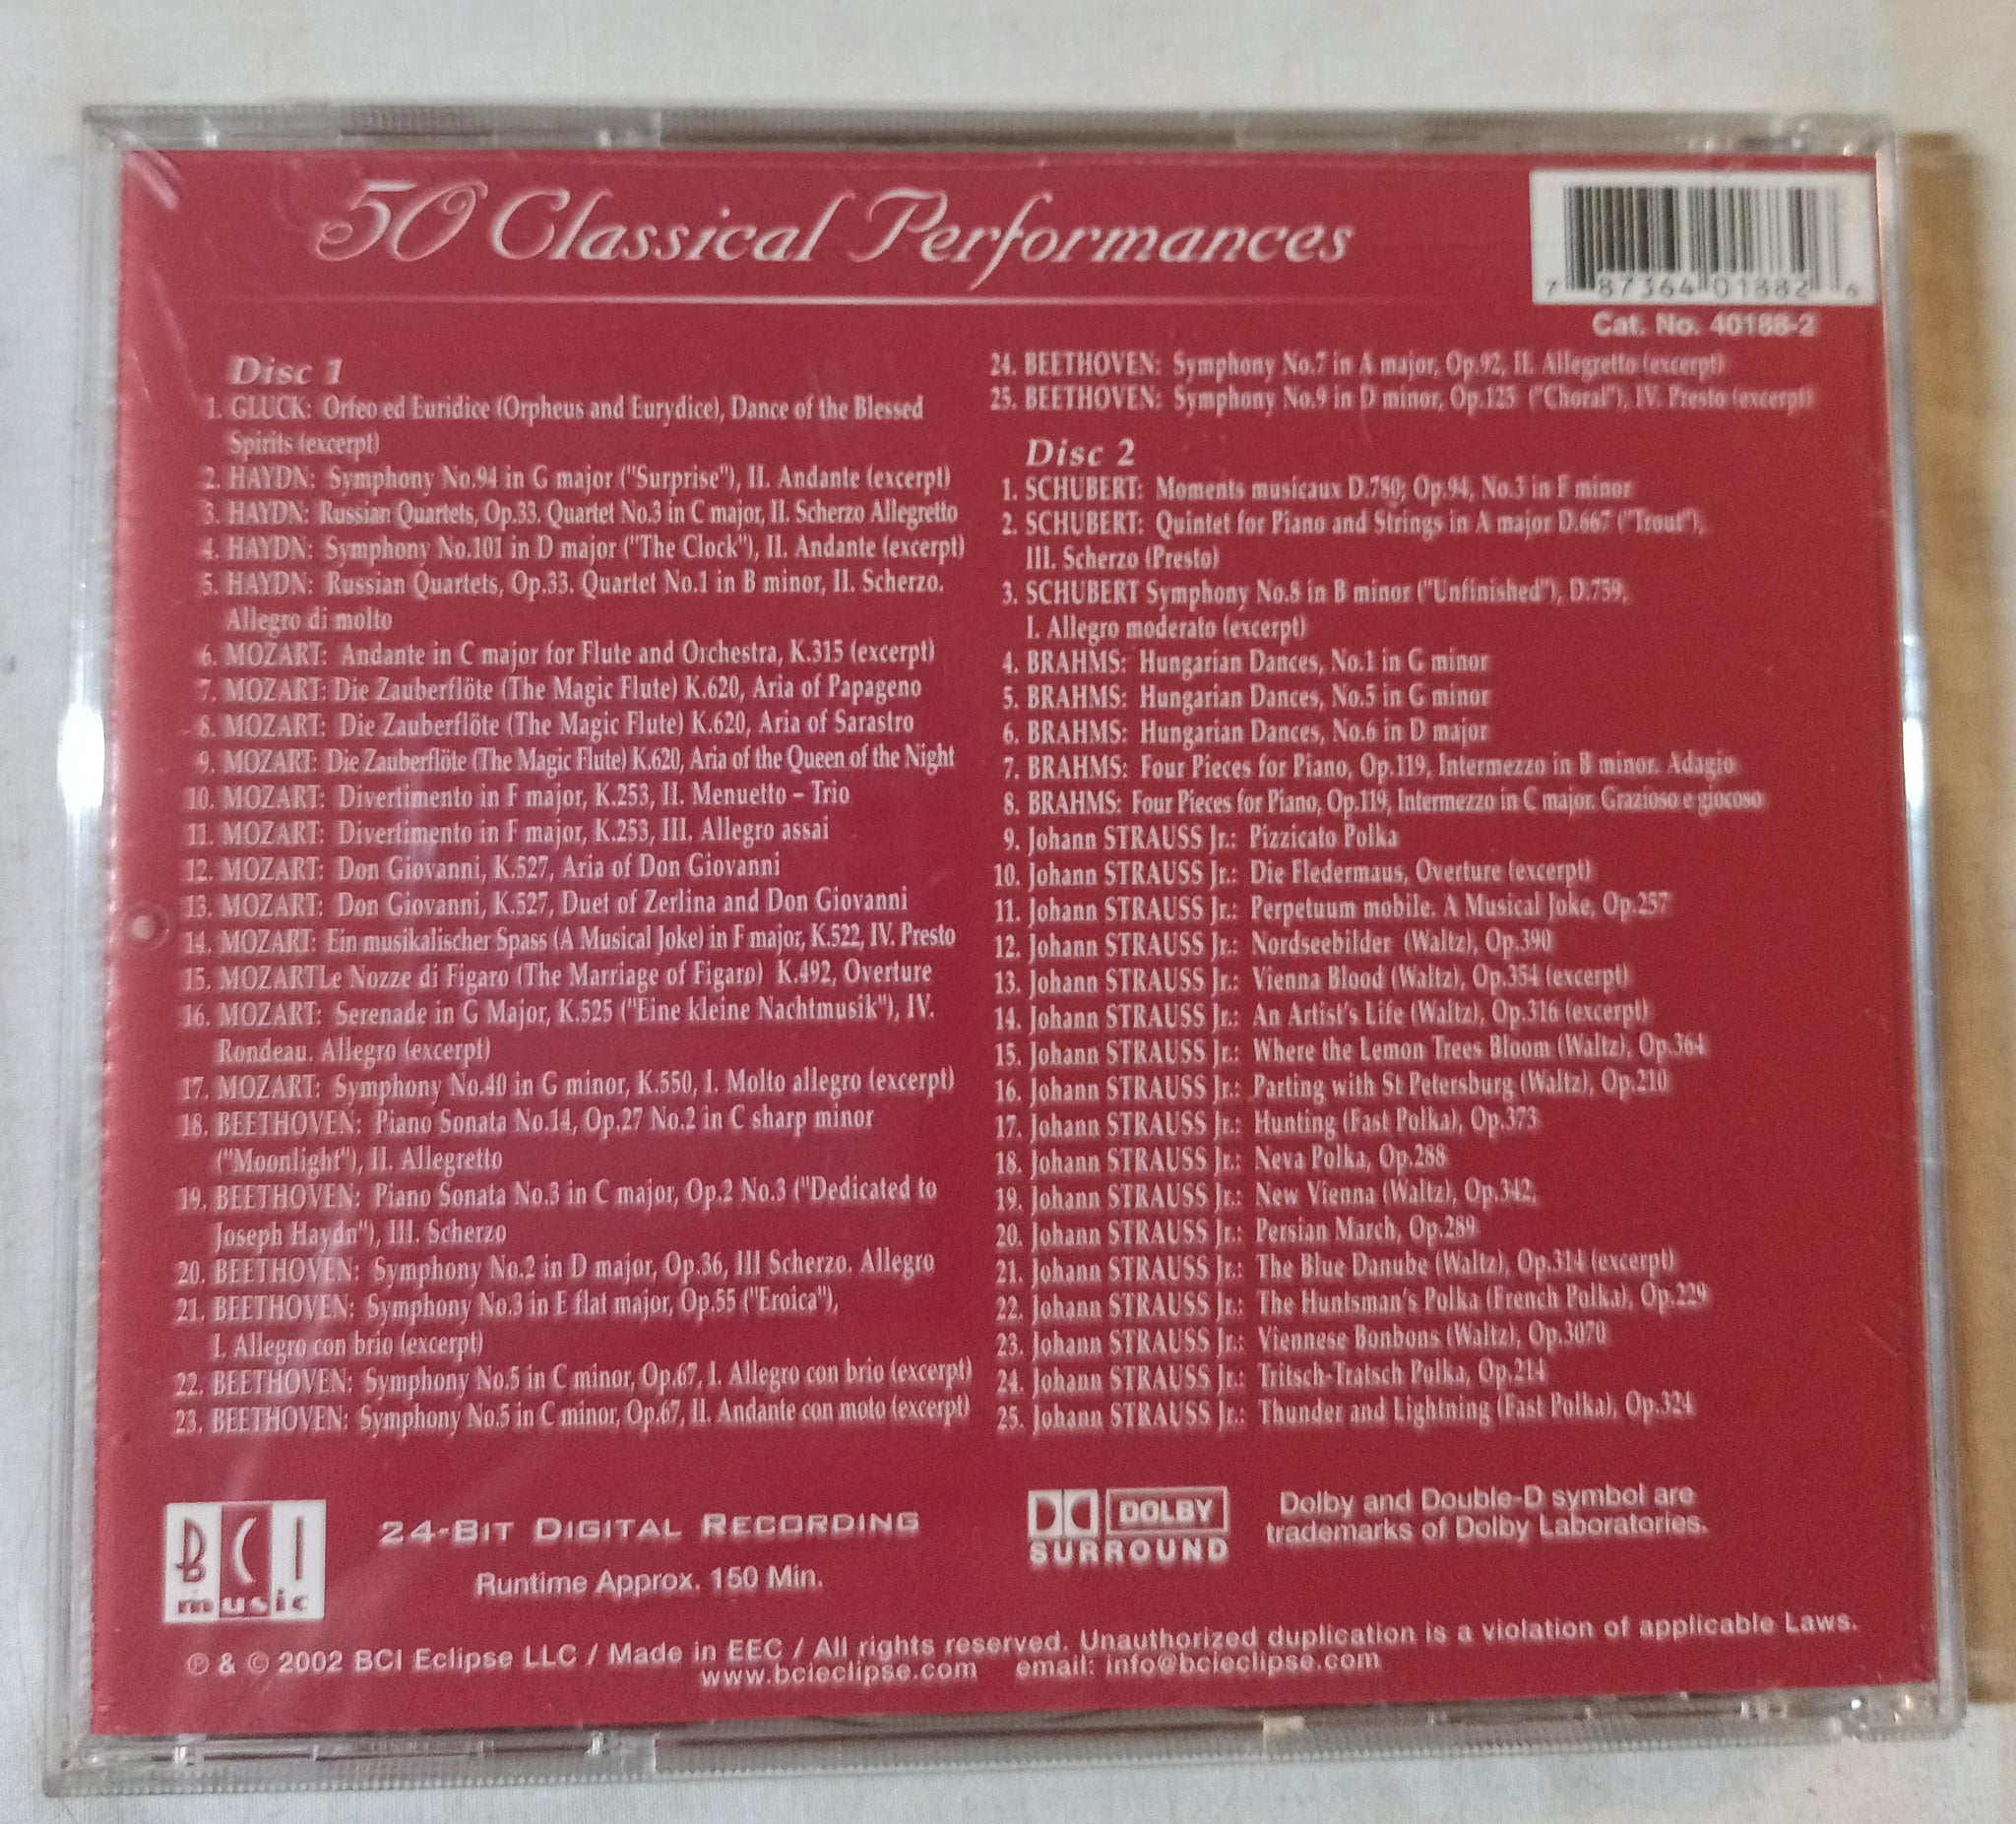 50 Classical Performances
7 87364 01882 6
Cat. No. 40188-2
Disc 1
1. GLUCK: Orfeo ed Euridice (Orpheus and Eurydice), Dance of the Blessed
Spirits (excerpt)
2. HAYDN: Symphony No.94 in G major ("Surprise"), II. Andante (excerpt)
3. HAYDN: Russian Quartets, Op.33. Quartet No.3 in C major, II. Scherzo Allegretto
4. HAYDN: Symphony No.101 in D major ("The Clock"), II. Andante (excerpt)
5. HAYDN: Russian Quartets, Op.33. Quartet No.1 in B minor, II. Scherzo.
Allegro di molto
6. MOZART: Andante in C major for Flute and Orchestra, K.315 (excerpt)
7. MOZART: Die Zauberflöte (The Magic Flute) K.620, Aria of Papageno
8. MOZART: Die Zauberflöte (The Magic Flute) K.620, Aria of Sarastro
9. MOZART: Die Zauberflöte (The Magic Flute) K.620, Aria of the Queen of the Night
10. MOZART: Divertimento in F major, K.253, II. Menuetto – Trio
11. MOZART: Divertimento in F major, K.253, III. Allegro assai
12. MOZART: Don Giovanni, K.527, Aria of Don Giovanni
13. MOZART: Don Giovanni, K.527, Duet of Zerlina and Don Giovanni
14. MOZART: Ein musikalischer Spass (A Musical Joke) in F major, K.522, IV. Presto
15. MOZARTLe Nozze di Figaro (The Marriage of Figaro) K.492, Overture
16. MOZART: Serenade in G Major, K.525 ("Eine kleine Nachtmusik"), IV.
Rondeau. Allegro (excerpt)
17. MOZART: Symphony No.40 in G minor, K.550, I. Molto allegro (excerpt)
18. BEETHOVEN: Piano Sonata No.14, Op.27 No.2 in C sharp minor
("Moonlight"), II. Allegretto
19. BEETHOVEN: Piano Sonata No.3 in C major, Op.2 No.3 ("Dedicated to
Joseph Haydn"), III. Scherzo
20. BEETHOVEN: Symphony No.2 in D major, Op.36, III Scherzo. Allegro
21. BEETHOVEN: Symphony No.3 in E flat major, Op.55 ("Eroica"),
I. Allegro con brio (excerpt)
22. BEETHOVEN: Symphony No.5 in C minor, Op.67, I. Allegro con brio (excerpt)
23. BEETHOVEN: Symphony No.5 in C minor, Op.67, II. Andante con moto (excerpt)
24. BEETHOVEN: Symphony No.7 in A major, Op.92, II. Allegretto (excerpt)
25. BEETHOVEN: Symphony No.9 in D minor, Op.125 ("Choral"), IV. Presto (excerpt)
Disc 2
1. SCHUBERT: Moments musicaux D.780; Op.94, No.3 in F minor
2. SCHUBERT: Quintet for Piano and Strings in A major D.667 ("Trout"),
III. Scherzo (Presto)
3. SCHUBERT Symphony No.8 in B minor ("Unfinished"), D.759,
I. Allegro moderato (excerpt)
4. BRAHMS: Hungarian Dances, No.1 in G minor
5. BRAHMS: Hungarian Dances, No.5 in G minor
6. BRAHMS: Hungarian Dances, No.6 in D major
7. BRAHMS: Four Pieces for Piano, Op.119, Intermezzo in B minor. Adagio
8. BRAHMS: Four Pieces for Piano, Op.119, Intermezzo in C major. Grazioso e giocoso
9. Johann STRAUSS Jr.: Pizzicato Polka
10. Johann STRAUSS Jr.: Die Fledermaus, Overture (excerpt)
11. Johann STRAUSS Jr.: Perpetuum mobile. A Musical Joke, Op.257
12. Johann STRAUSS Jr.: Nordseebilder (Waltz), Op.390
13. Johann STRAUSS Jr.: Vienna Blood (Waltz), Op.354 (excerpt)
14. Johann STRAUSS Jr.: An Artist's Life (Waltz), Op.316 (excerpt)
15. Johann STRAUSS Jr.: Where the Lemon Trees Bloom (Waltz), Op.364
16. Johann STRAUSS Jr.: Parting with St Petersburg (Waltz), Op.210
17. Johann STRAUSS Jr.: Hunting (Fast Polka), Op.373
18. Johann STRAUSS Jr.: Neva Polka, Op.288
19. Johann STRAUSS Jr.: New Vienna (Waltz), Op.342,
20. Johann STRAUSS Jr.: Persian March, Op.289
21. Johann STRAUSS Jr.: The Blue Danube (Waltz), Op.314 (excerpt)
22. Johann STRAUSS Jr.: The Huntsman's Polka (French Polka), Op.229
23. Johann STRAUSS Jr.: Viennese Bonbons (Waltz), Op.3070
24. Johann STRAUSS Jr.: Tritsch-Tratsch Polka, Op.214
25. Johann STRAUSS Jr.: Thunder and Lightning (Fast Polka), Op.324
BCI
music
24-BIT DIGITAL RECORDING
Runtime Approx. 150 Min.
DOLBY
SURROUND
Dolby and Double-D symbol are
trademarks of Dolby Laboratories.
℗ & © 2002 BCI Eclipse LLC / Made in EEC / All rights reserved. Unauthorized duplication is a violation of applicable Laws.
www.bcieclipse.com email: info@bcieclipse.com